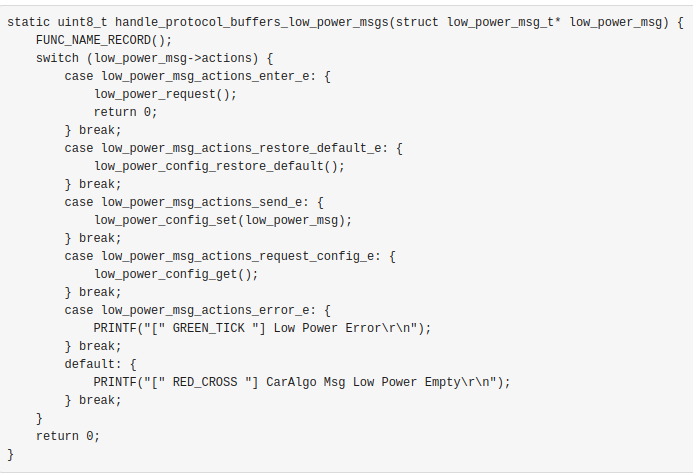 static uint8_t handle_protocol_buffers_low_power_msgs(struct low_power_msg_t* low_power_msg) {
    FUNC_NAME_RECORD();
    switch (low_power_msg->actions) {
        case low_power_msg_actions_enter_e: {
            low_power_request();
            return 0;
        } break;
        case low_power_msg_actions_restore_default_e: {
            low_power_config_restore_default();
        } break;
        case low_power_msg_actions_send_e: {
            low_power_config_set(low_power_msg);
        } break;
        case low_power_msg_actions_request_config_e: {
            low_power_config_get();
        } break;
        case low_power_msg_actions_error_e: {
            PRINTF("[" GREEN_TICK "] Low Power Error\r\n");
        } break;
        default: {
            PRINTF("[" RED_CROSS "] CarAlgo Msg Low Power Empty\r\n");
        } break;
    }
    return 0;
}